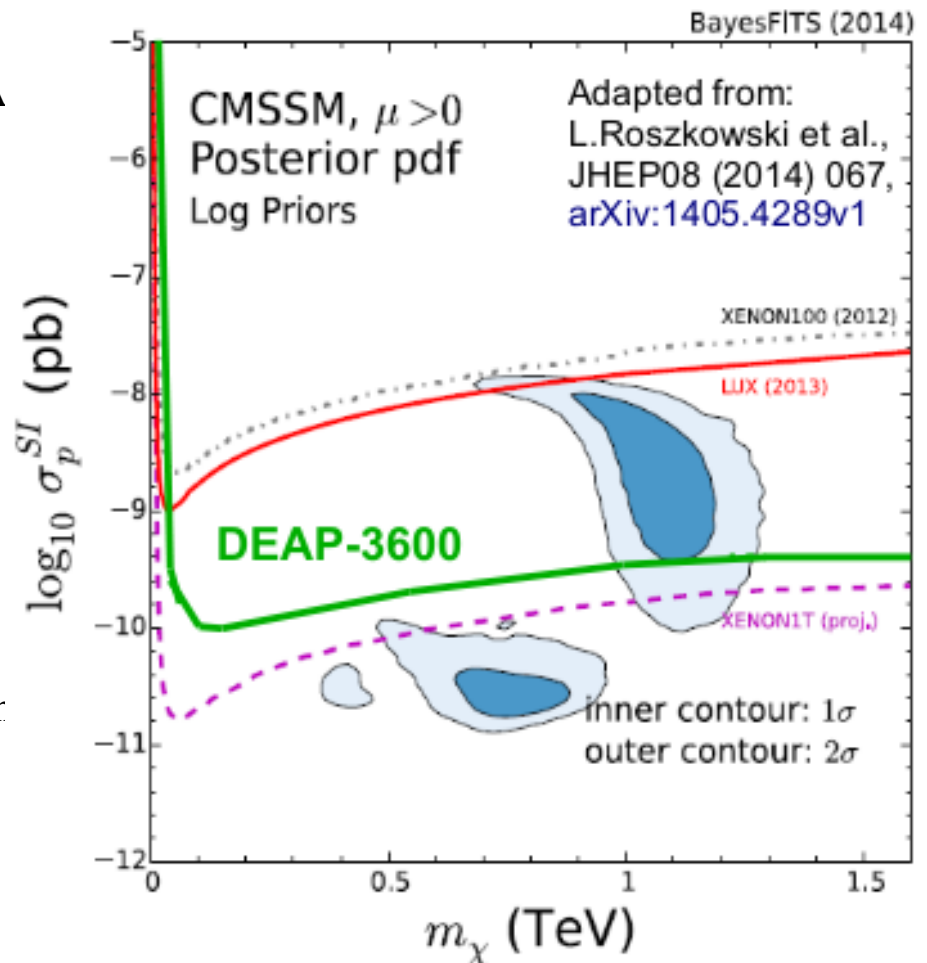 BayesFITS (2014)
CMSSM, μ >0
Posterior pdf
Log Priors
Adapted from:
L.Roszkowski et al.,
JHEP08 (2014) 067,
arXiv:1405.4289v1
XENON100 (2012)
LUX (2013)
DEAP-3600
XENON1T (proj.)
inner contour: 1σ
outer contour: 2σ
log₁₀ σₚ^SI (pb)
−5
−6
−7
−8
−9
−10
−11
−12
0
0.5
1
1.5
mᵪ (TeV)